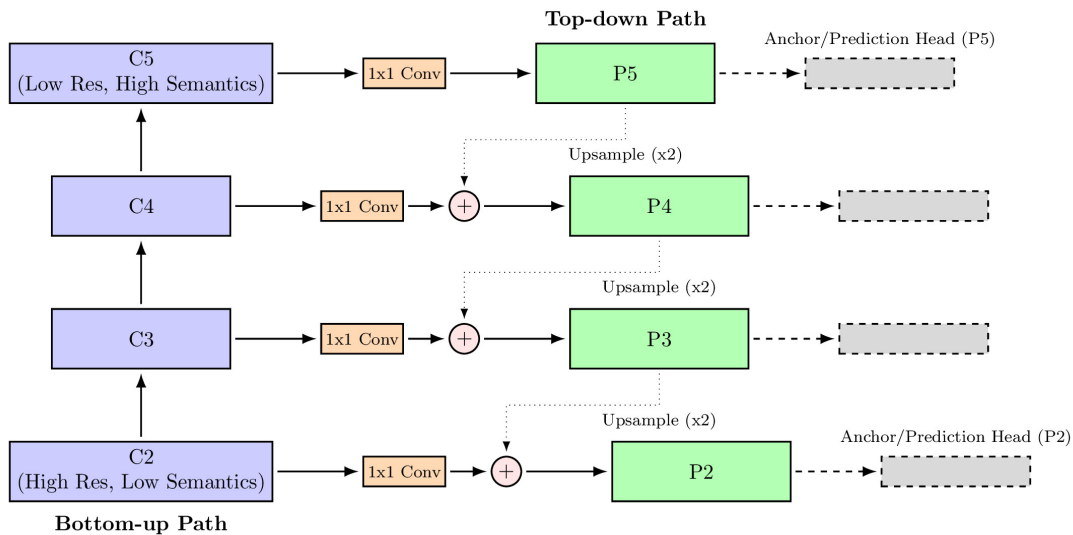 Top-down Path
C5
(Low Res, High Semantics)
1x1 Conv
P5
Anchor/Prediction Head (P5)
Upsample (x2)
C4
1x1 Conv
+
P4
Upsample (x2)
C3
1x1 Conv
+
P3
Upsample (x2)
C2
(High Res, Low Semantics)
1x1 Conv
+
P2
Anchor/Prediction Head (P2)
Bottom-up Path